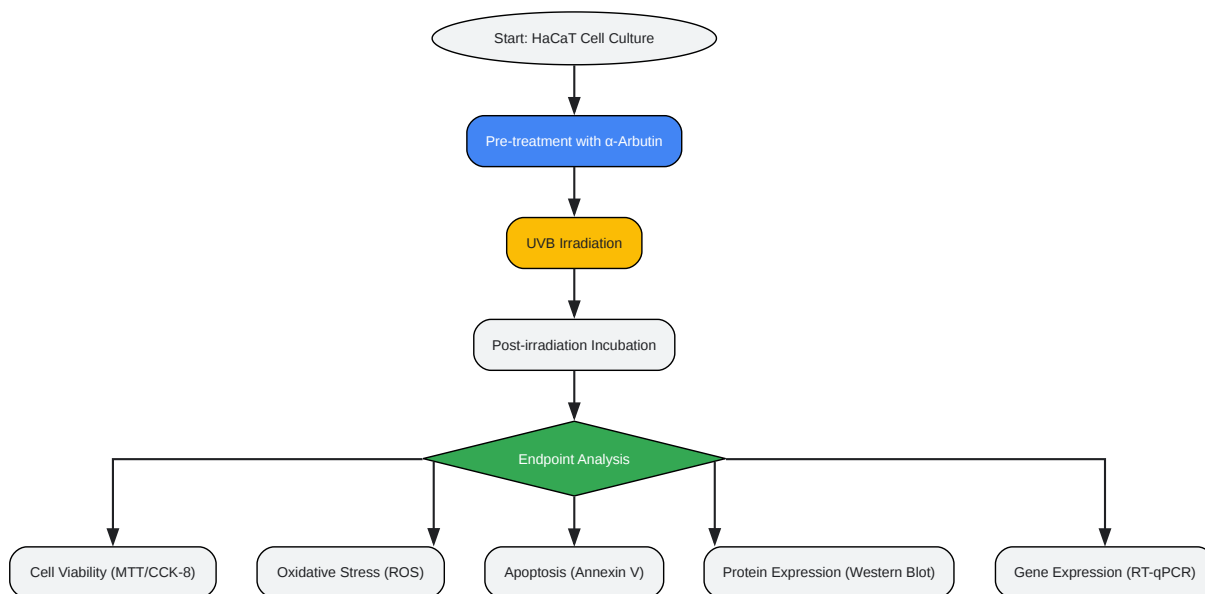 Start: HaCaT Cell Culture
Pre-treatment with α-Arbutin
UVB Irradiation
Post-irradiation Incubation
Endpoint Analysis
Cell Viability (MTT/CCK-8)
Oxidative Stress (ROS)
Apoptosis (Annexin V)
Protein Expression (Western Blot)
Gene Expression (RT-qPCR)